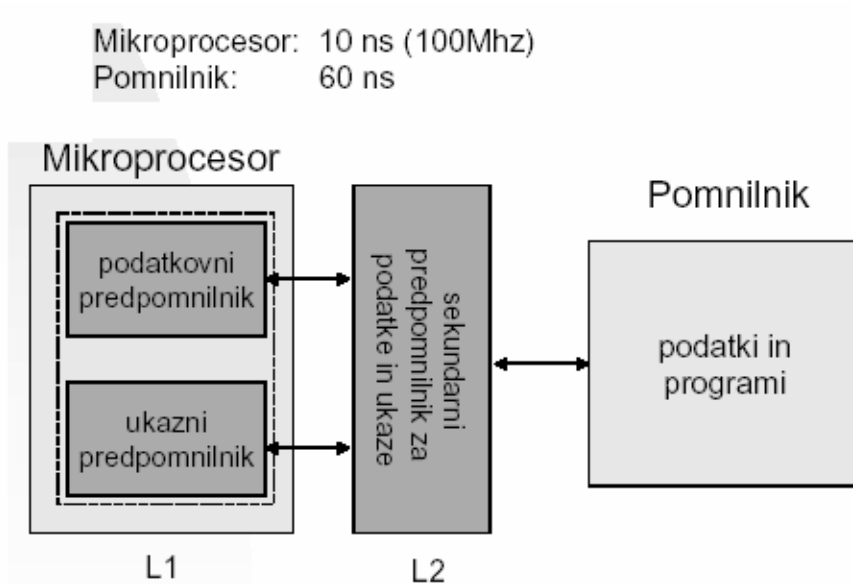 Mikroprocesor: 10 ns (100Mhz)
Pomnilnik: 60 ns
Mikroprocesor
podatkovni
predpomnilnik
ukazni
predpomnilnik
L1
sekundarni
predpomnilnik za
podatke in ukaze
L2
Pomnilnik
podatki in
programi